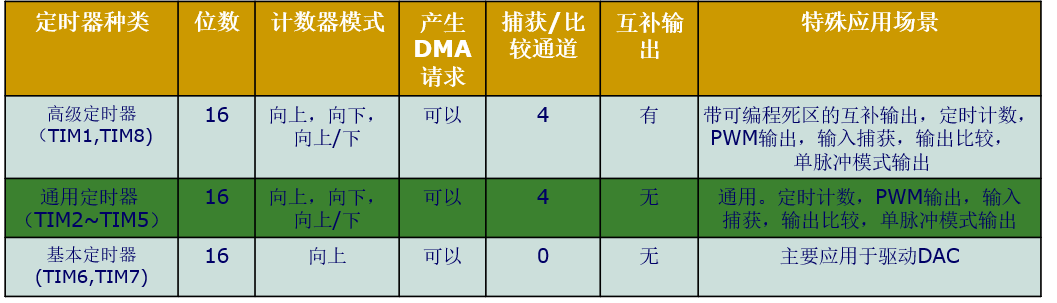 定时器种类 位数 计数器模式 产生 捕获/比 互补输 特殊应用场景
DMA 较通道 出
请求
高级定时器 16 向上，向下， 可以 4 有 带可编程死区的互补输出，定时计数，
（TIM1,TIM8) 向上/下 PWM输出，输入捕获，输出比较，
单脉冲模式输出
通用定时器 16 向上，向下， 可以 4 无 通用。定时计数，PWM输出，输入
（TIM2~TIM5） 向上/下 捕获，输出比较，单脉冲模式输出
基本定时器 16 向上 可以 0 无 主要应用于驱动DAC
(TIM6,TIM7)